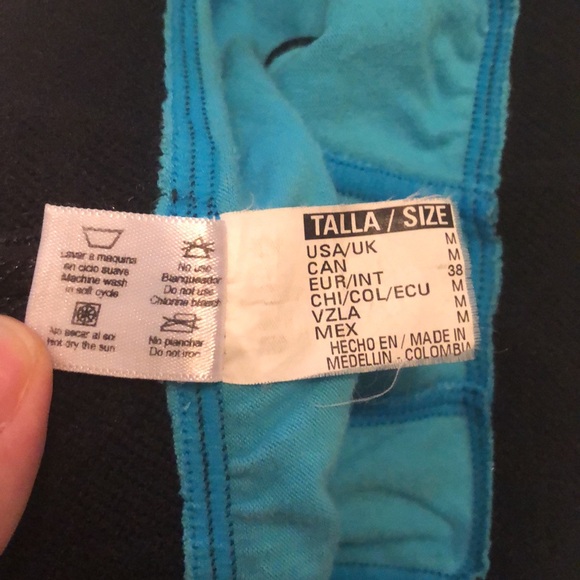 Lavar a maquina
en ciclo suave
Machine wash
in soft cycle
No use
Blanqueador
Do not use
Chlorine bleach
No secar al sol
Not dry the sun
No planchar
Do not iron
TALLA / SIZE
USA/UK M
CAN M
EUR/INT 38
CHI/COL/ECU M
VZLA M
MEX M
HECHO EN / MADE IN
MEDELLIN - COLOMBIA